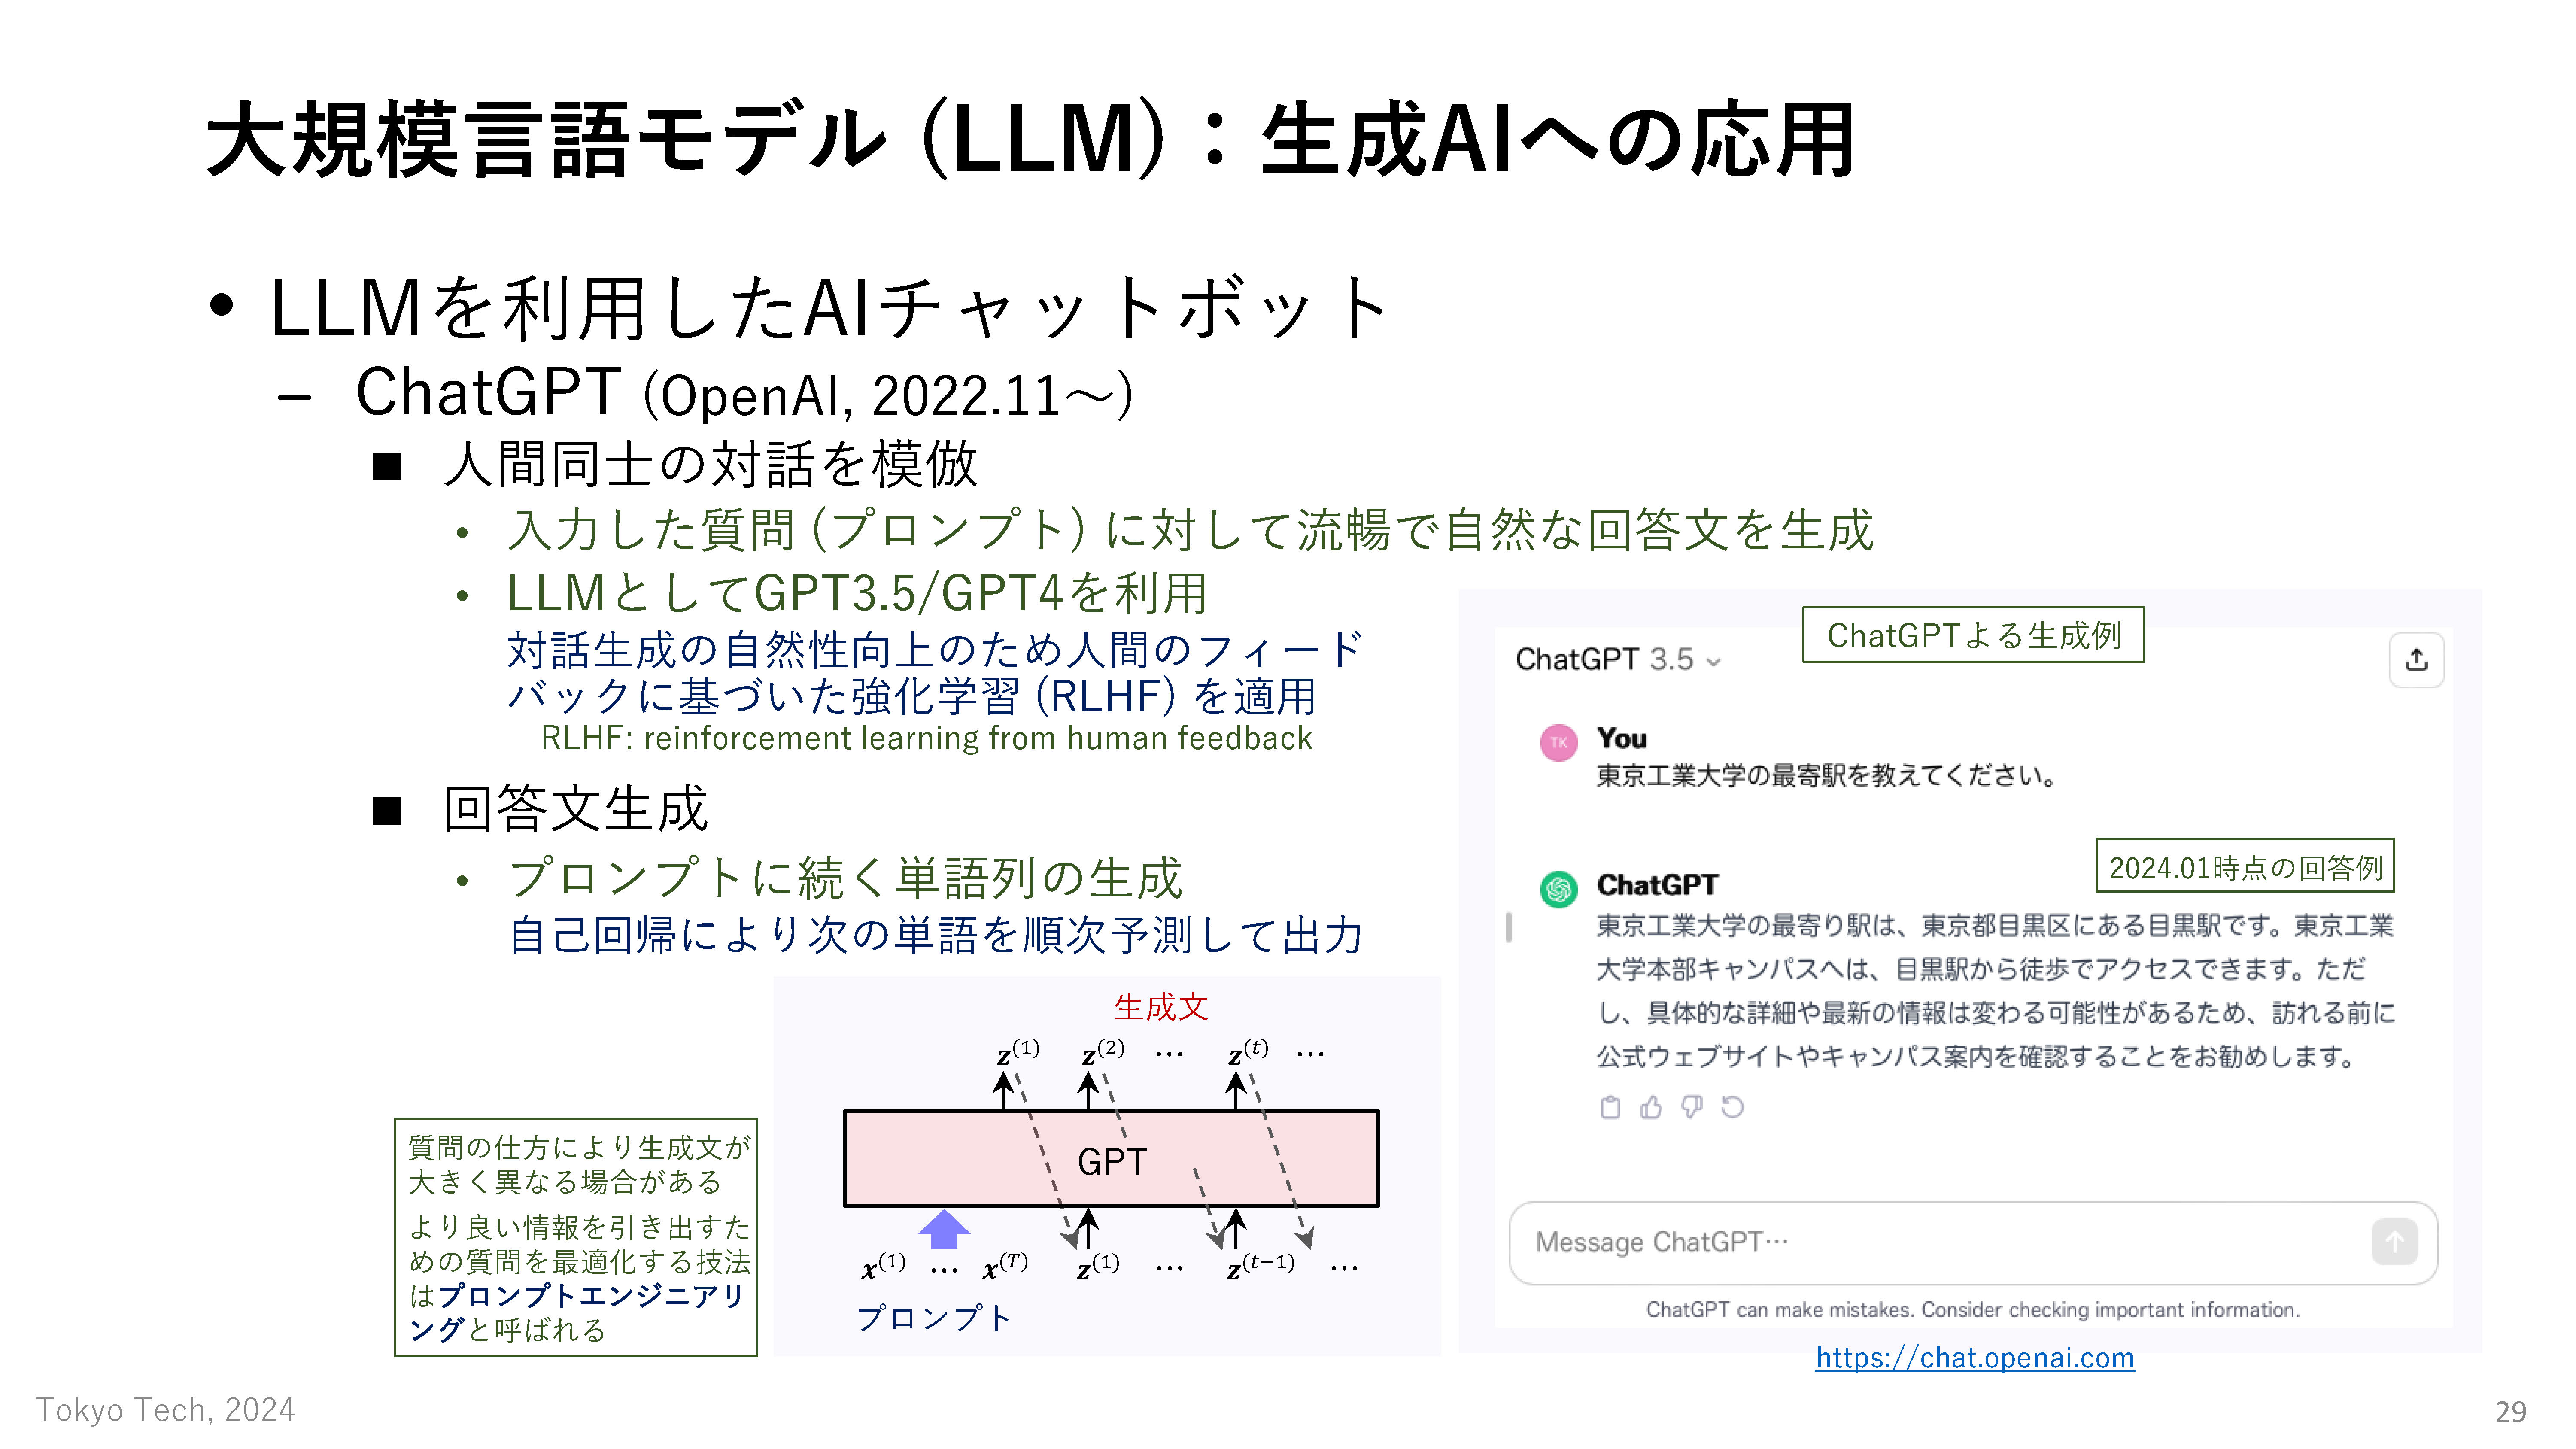 大規模言語モデル (LLM)：生成AIへの応用
• LLMを利用したAIチャットボット
– ChatGPT (OpenAI, 2022.11～)
■ 人間同士の対話を模倣
• 入力した質問 (プロンプト) に対して流暢で自然な回答文を生成
• LLMとしてGPT3.5/GPT4を利用
対話生成の自然性向上のため人間のフィード
バックに基づいた強化学習 (RLHF) を適用
RLHF: reinforcement learning from human feedback
■ 回答文生成
• プロンプトに続く単語列の生成
自己回帰により次の単語を順次予測して出力
生成文
z(1) z(2) ⋯ z(t) ⋯
GPT
x(1) ⋯ x(T) z(1) ⋯ z(t−1) ⋯
プロンプト
質問の仕方により生成文が
大きく異なる場合がある
より良い情報を引き出すた
めの質問を最適化する技法
はプロンプトエンジニアリ
ングと呼ばれる
ChatGPTよる生成例
ChatGPT 3.5
TK
You
東京工業大学の最寄駅を教えてください。
2024.01時点の回答例
ChatGPT
東京工業大学の最寄り駅は、東京都目黒区にある目黒駅です。東京工業
大学本部キャンパスへは、目黒駅から徒歩でアクセスできます。ただ
し、具体的な詳細や最新の情報は変わる可能性があるため、訪れる前に
公式ウェブサイトやキャンパス案内を確認することをお勧めします。
Message ChatGPT…
ChatGPT can make mistakes. Consider checking important information.
https://chat.openai.com
Tokyo Tech, 2024
29